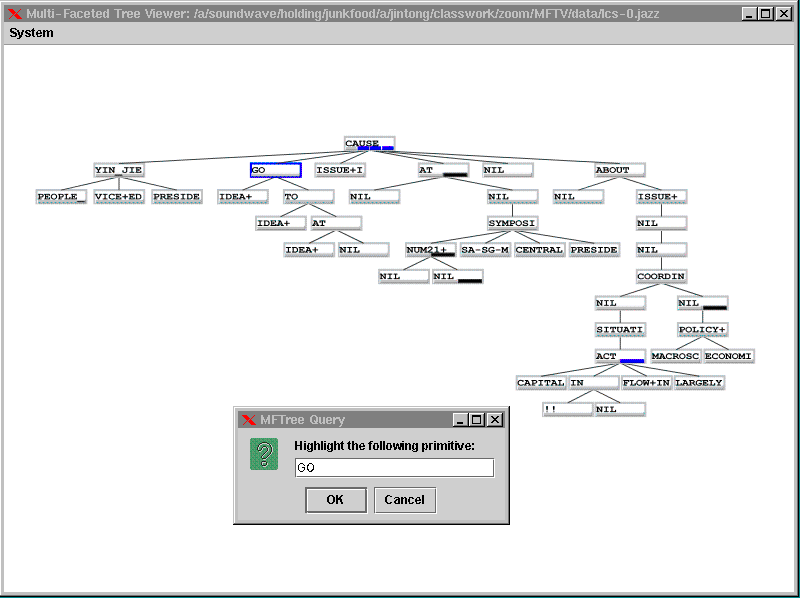 Multi-Faceted Tree Viewer: /a/soundwave/holding/junkfood/a/jintong/classwork/zoom/MFTV/data/lcs-0.jazz
System
CAUSE
YIN_JIE GO ISSUE+I AT NIL ABOUT
PEOPLE_ VICE+ED PRESIDE IDEA+ TO NIL NIL NIL ISSUE+
IDEA+ AT SYMPOSI NIL
IDEA+ NIL NUM21+ SA-SG-M CENTRAL PRESIDE NIL
NIL NIL COORDIN
NIL NIL
SITUATI POLICY+
ACT MACROSC ECONOMI
CAPITAL IN FLOW+IN LARGELY
!! NIL
MFTree Query
Highlight the following primitive:
GO
OK Cancel